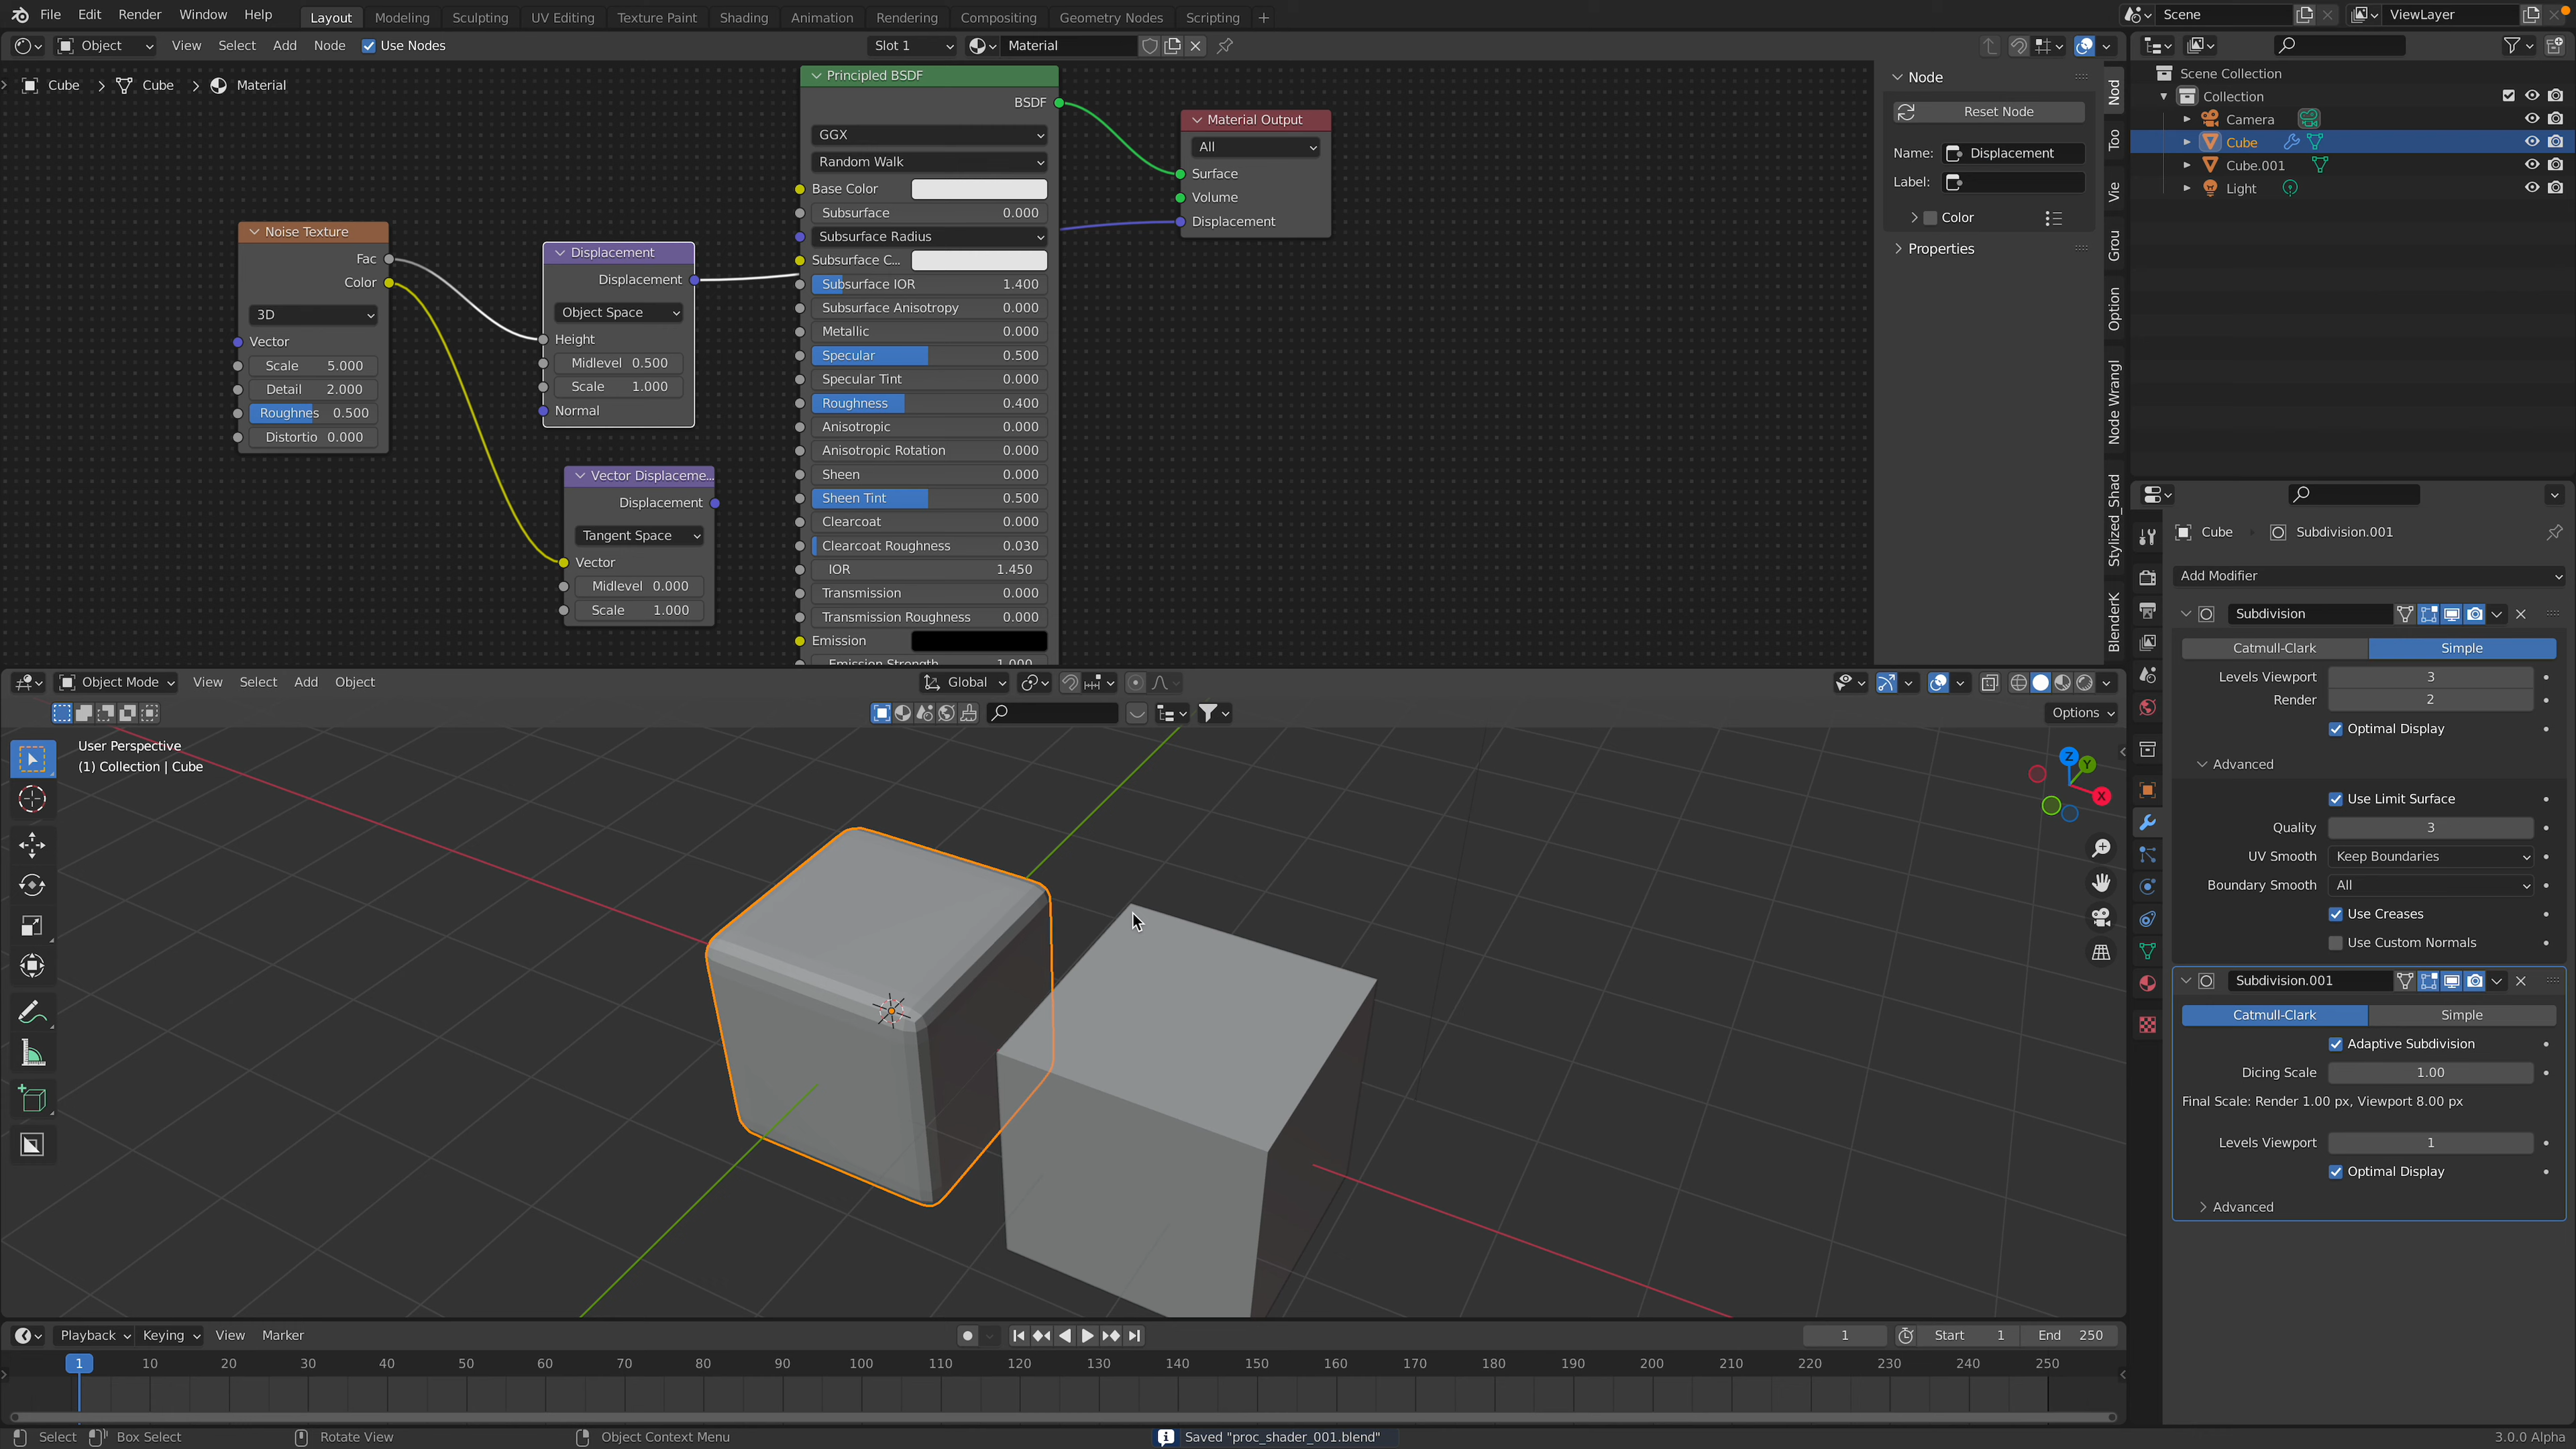 File Edit Render Window Help Layout Modeling Sculpting UV Editing Texture Paint Shading Animation Rendering Compositing Geometry Nodes Scripting + Scene ViewLayer
Object View Select Add Node Use Nodes Slot 1 Material
Cube > Cube > Material
Principled BSDF
BSDF
GGX
Random Walk
Base Color
Subsurface 0.000
Subsurface Radius
Subsurface C...
Subsurface IOR 1.400
Subsurface Anisotropy 0.000
Metallic 0.000
Specular 0.500
Specular Tint 0.000
Roughness 0.400
Anisotropic 0.000
Anisotropic Rotation 0.000
Sheen 0.000
Sheen Tint 0.500
Clearcoat 0.000
Clearcoat Roughness 0.030
IOR 1.450
Transmission 0.000
Transmission Roughness 0.000
Emission
Emission Strength 1.000
Material Output
All
Surface
Volume
Displacement
Noise Texture
Fac
Color
3D
Vector
Scale 5.000
Detail 2.000
Roughnes 0.500
Distortio 0.000
Displacement
Displacement
Object Space
Height
Midlevel 0.500
Scale 1.000
Normal
Vector Displaceme...
Displacement
Tangent Space
Vector
Midlevel 0.000
Scale 1.000
Node
Reset Node
Name: Displacement
Label:
Color
Properties
Nod
Too
Vie
Grou
Option
Node Wrangl
Stylized_Shad
BlenderK
Scene Collection
Collection
Camera
Cube
Cube.001
Light
Cube Subdivision.001
Add Modifier
Subdivision
Catmull-Clark Simple
Levels Viewport 3
Render 2
Optimal Display
Advanced
Use Limit Surface
Quality 3
UV Smooth Keep Boundaries
Boundary Smooth All
Use Creases
Use Custom Normals
Subdivision.001
Catmull-Clark Simple
Adaptive Subdivision
Dicing Scale 1.00
Final Scale: Render 1.00 px, Viewport 8.00 px
Levels Viewport 1
Optimal Display
Advanced
Object Mode View Select Add Object Global
Options
User Perspective
(1) Collection | Cube
Z
Y
X
Playback Keying View Marker 1 Start 1 End 250
1 10 20 30 40 50 60 70 80 90 100 110 120 130 140 150 160 170 180 190 200 210 220 230 240 250
Select Box Select Rotate View Object Context Menu Saved "proc_shader_001.blend" 3.0.0 Alpha